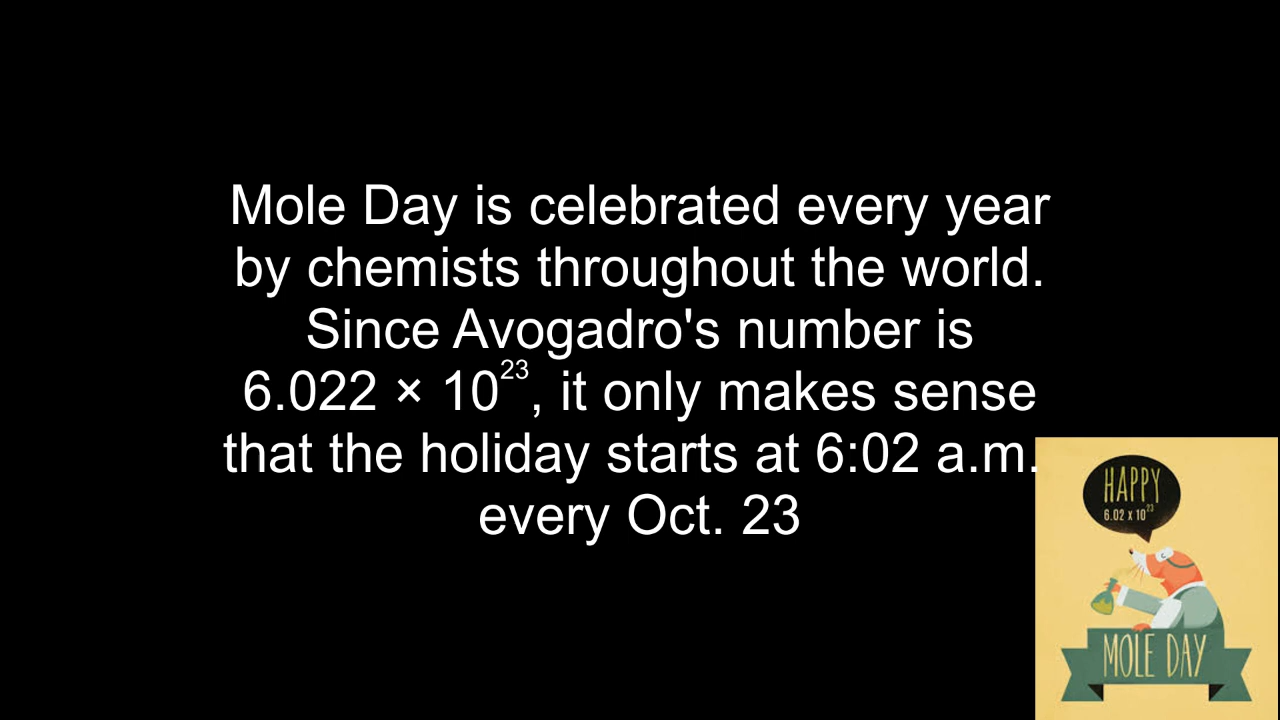 Mole Day is celebrated every year
by chemists throughout the world.
Since Avogadro's number is
6.022 × 10²³, it only makes sense
that the holiday starts at 6:02 a.m.
every Oct. 23
HAPPY
6.02 x 10²³
MOLE DAY